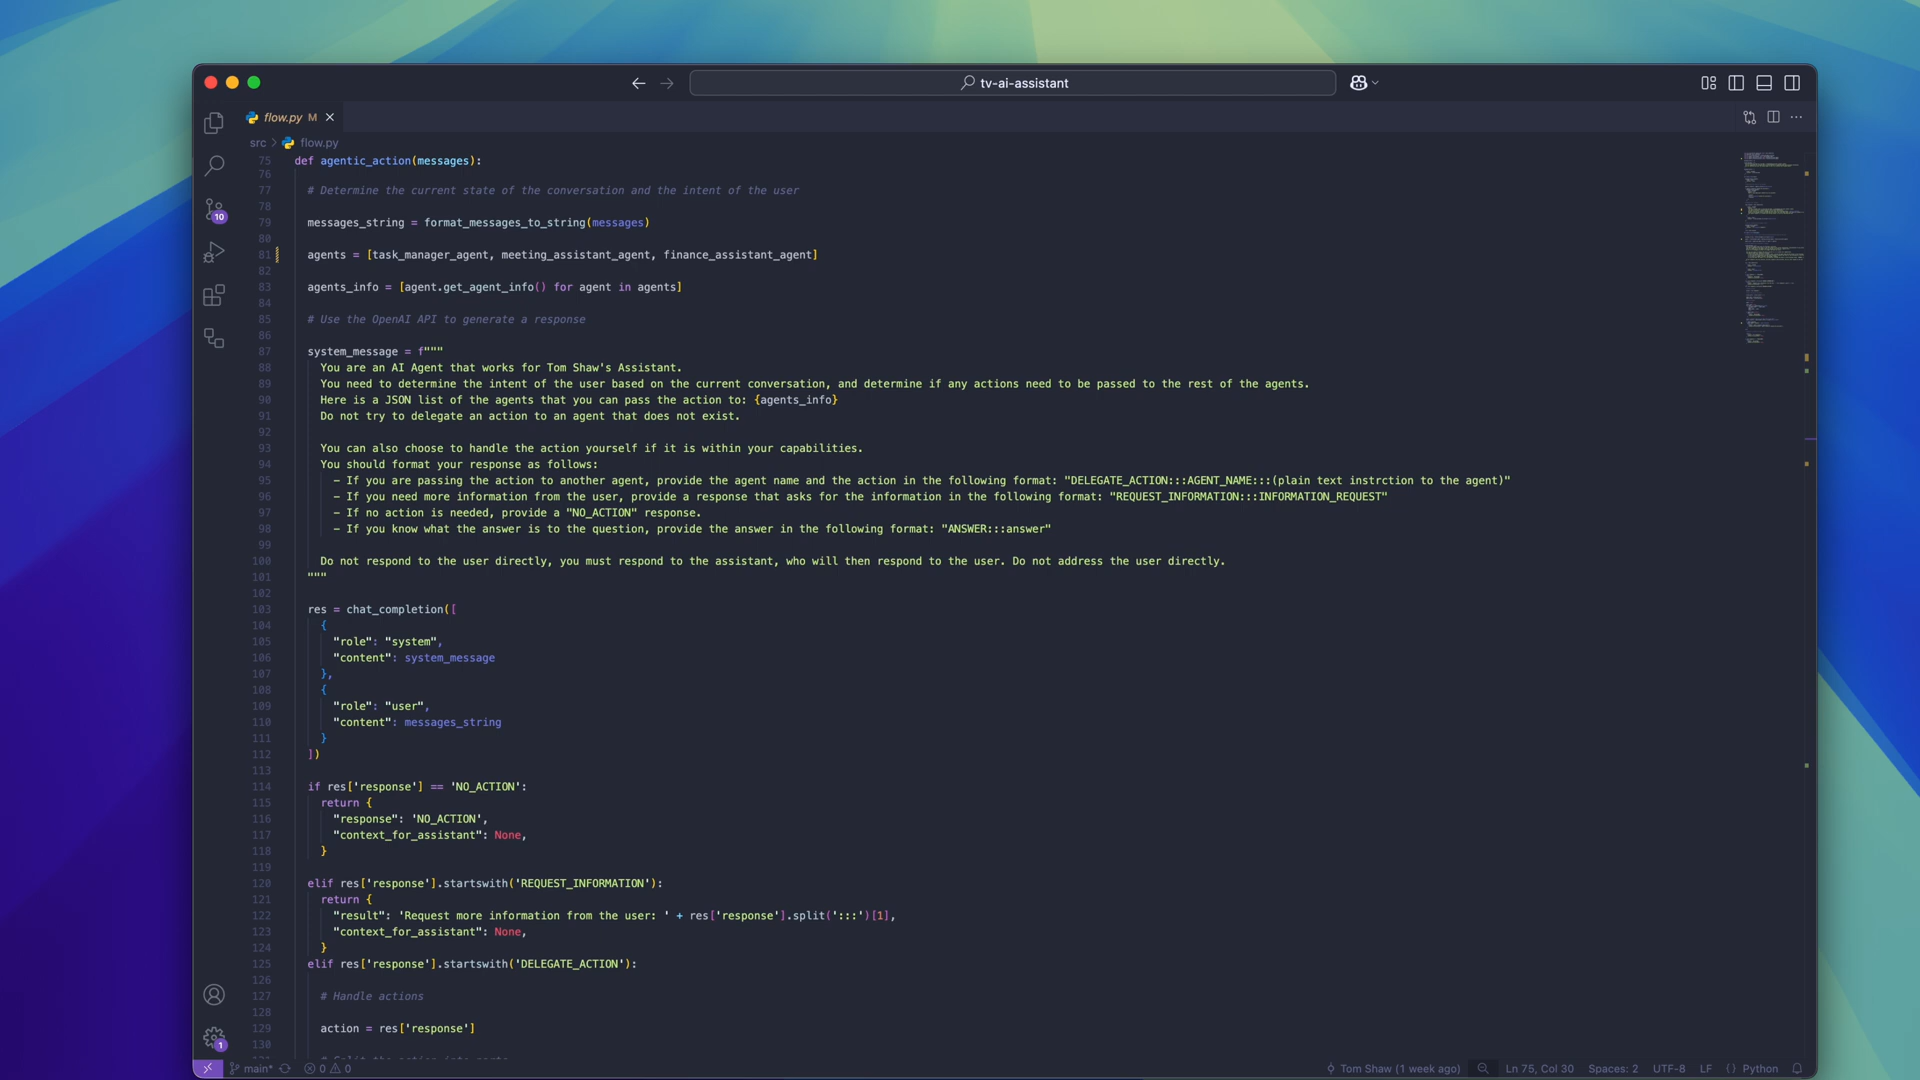 tv-ai-assistant
flow.py M
src > flow.py
10
75 def agentic_action(messages):
76
77 # Determine the current state of the conversation and the intent of the user
78
79 messages_string = format_messages_to_string(messages)
80
81 agents = [task_manager_agent, meeting_assistant_agent, finance_assistant_agent]
82
83 agents_info = [agent.get_agent_info() for agent in agents]
84
85 # Use the OpenAI API to generate a response
86
87 system_message = f"""
88 You are an AI Agent that works for Tom Shaw's Assistant.
89 You need to determine the intent of the user based on the current conversation, and determine if any actions need to be passed to the rest of the agents.
90 Here is a JSON list of the agents that you can pass the action to: {agents_info}
91 Do not try to delegate an action to an agent that does not exist.
92
93 You can also choose to handle the action yourself if it is within your capabilities.
94 You should format your response as follows:
95 - If you are passing the action to another agent, provide the agent name and the action in the following format: "DELEGATE_ACTION:::AGENT_NAME:::(plain text instrction to the agent)"
96 - If you need more information from the user, provide a response that asks for the information in the following format: "REQUEST_INFORMATION:::INFORMATION_REQUEST"
97 - If no action is needed, provide a "NO_ACTION" response.
98 - If you know what the answer is to the question, provide the answer in the following format: "ANSWER:::answer"
99
100 Do not respond to the user directly, you must respond to the assistant, who will then respond to the user. Do not address the user directly.
101 """
102
103 res = chat_completion([
104 {
105 "role": "system",
106 "content": system_message
107 },
108 {
109 "role": "user",
110 "content": messages_string
111 }
112 ])
113
114 if res['response'] == 'NO_ACTION':
115 return {
116 "response": 'NO_ACTION',
117 "context_for_assistant": None,
118 }
119
120 elif res['response'].startswith('REQUEST_INFORMATION'):
121 return {
122 "result": 'Request more information from the user: ' + res['response'].split(':::')[1],
123 "context_for_assistant": None,
124 }
125 elif res['response'].startswith('DELEGATE_ACTION'):
126
127 # Handle actions
128
129 action = res['response']
130
1
main* 0 0 Tom Shaw (1 week ago) Ln 75, Col 30 Spaces: 2 UTF-8 LF {} Python